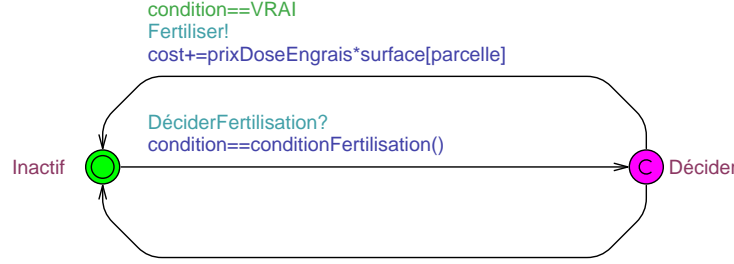 condition==VRAI
Fertiliser!
cost+=prixDoseEngrais*surface[parcelle]
DéciderFertilisation?
condition==conditionFertilisation()
Inactif
C
Décider